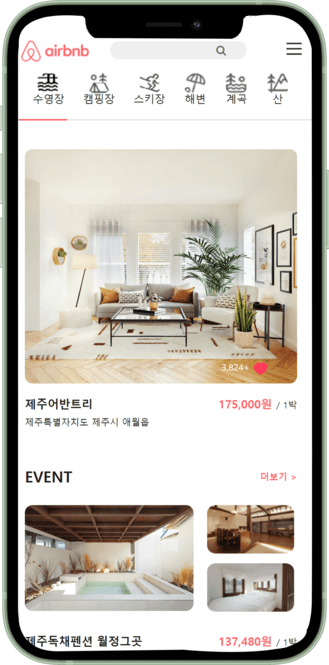 airbnb
수영장 캠핑장 스키장 해변 계곡 산
3,824+
제주어반트리 175,000원 / 1박
제주특별자치도 제주시 애월읍
EVENT 더보기 >
제주독채펜션 월정그곳 137,480원 / 1박